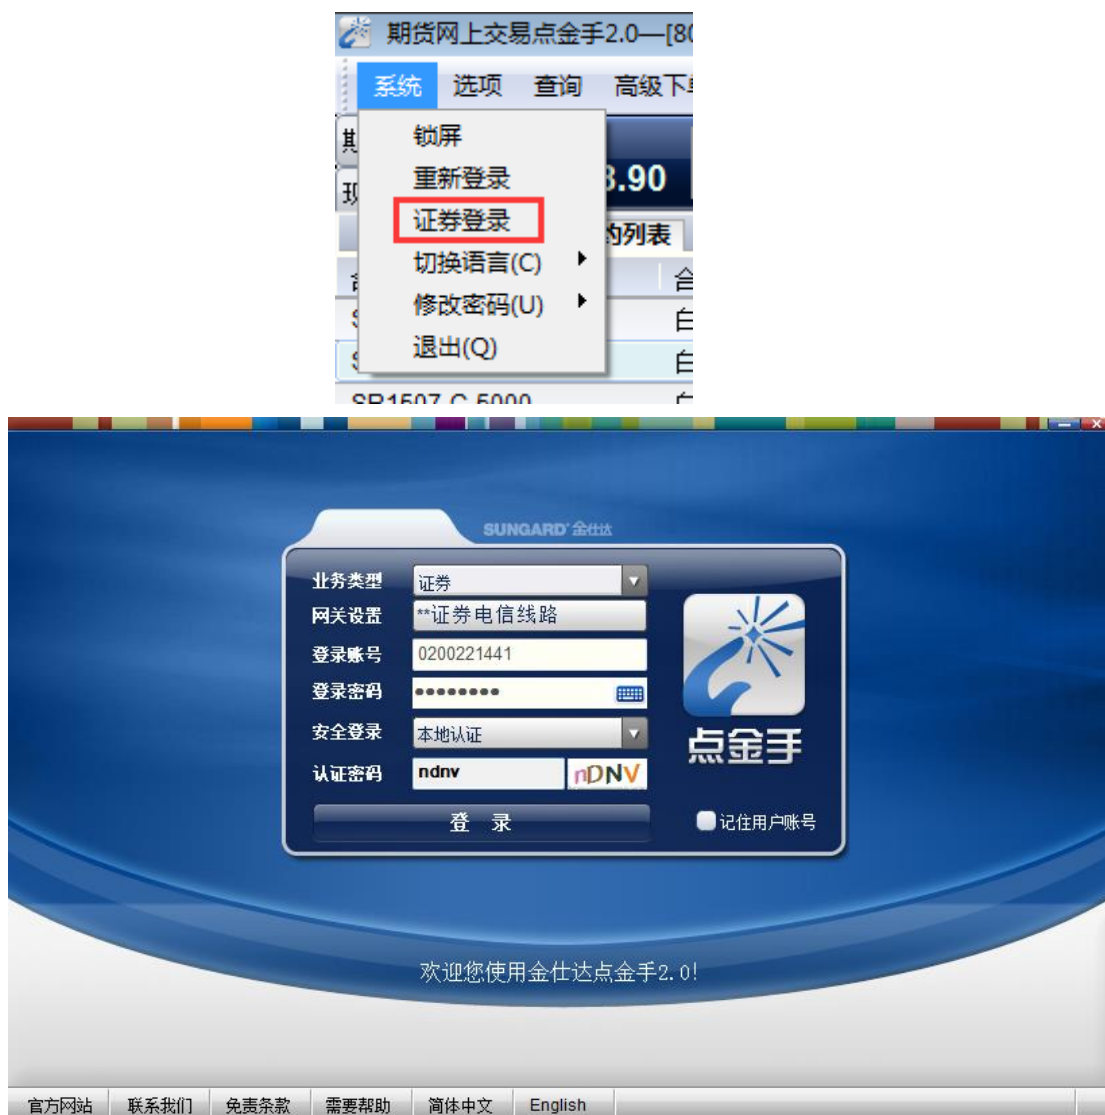 期货网上交易点金手2.0—[80
系统 选项 查询 高级下单
锁屏
重新登录
3.90
证券登录
约列表
切换语言(C)
合
修改密码(U)
白
退出(Q)
白
SR1507-C-5000
SUNGARD 金仕达
业务类型 证券
网关设置 **证券电信线路
登录账号 0200221441
登录密码 ●●●●●●●●
安全登录 本地认证
认证密码 ndnv nDNV
点金手
登 录 记住用户账号
欢迎您使用金仕达点金手2.0!
官方网站 联系我们 免责条款 需要帮助 简体中文 English